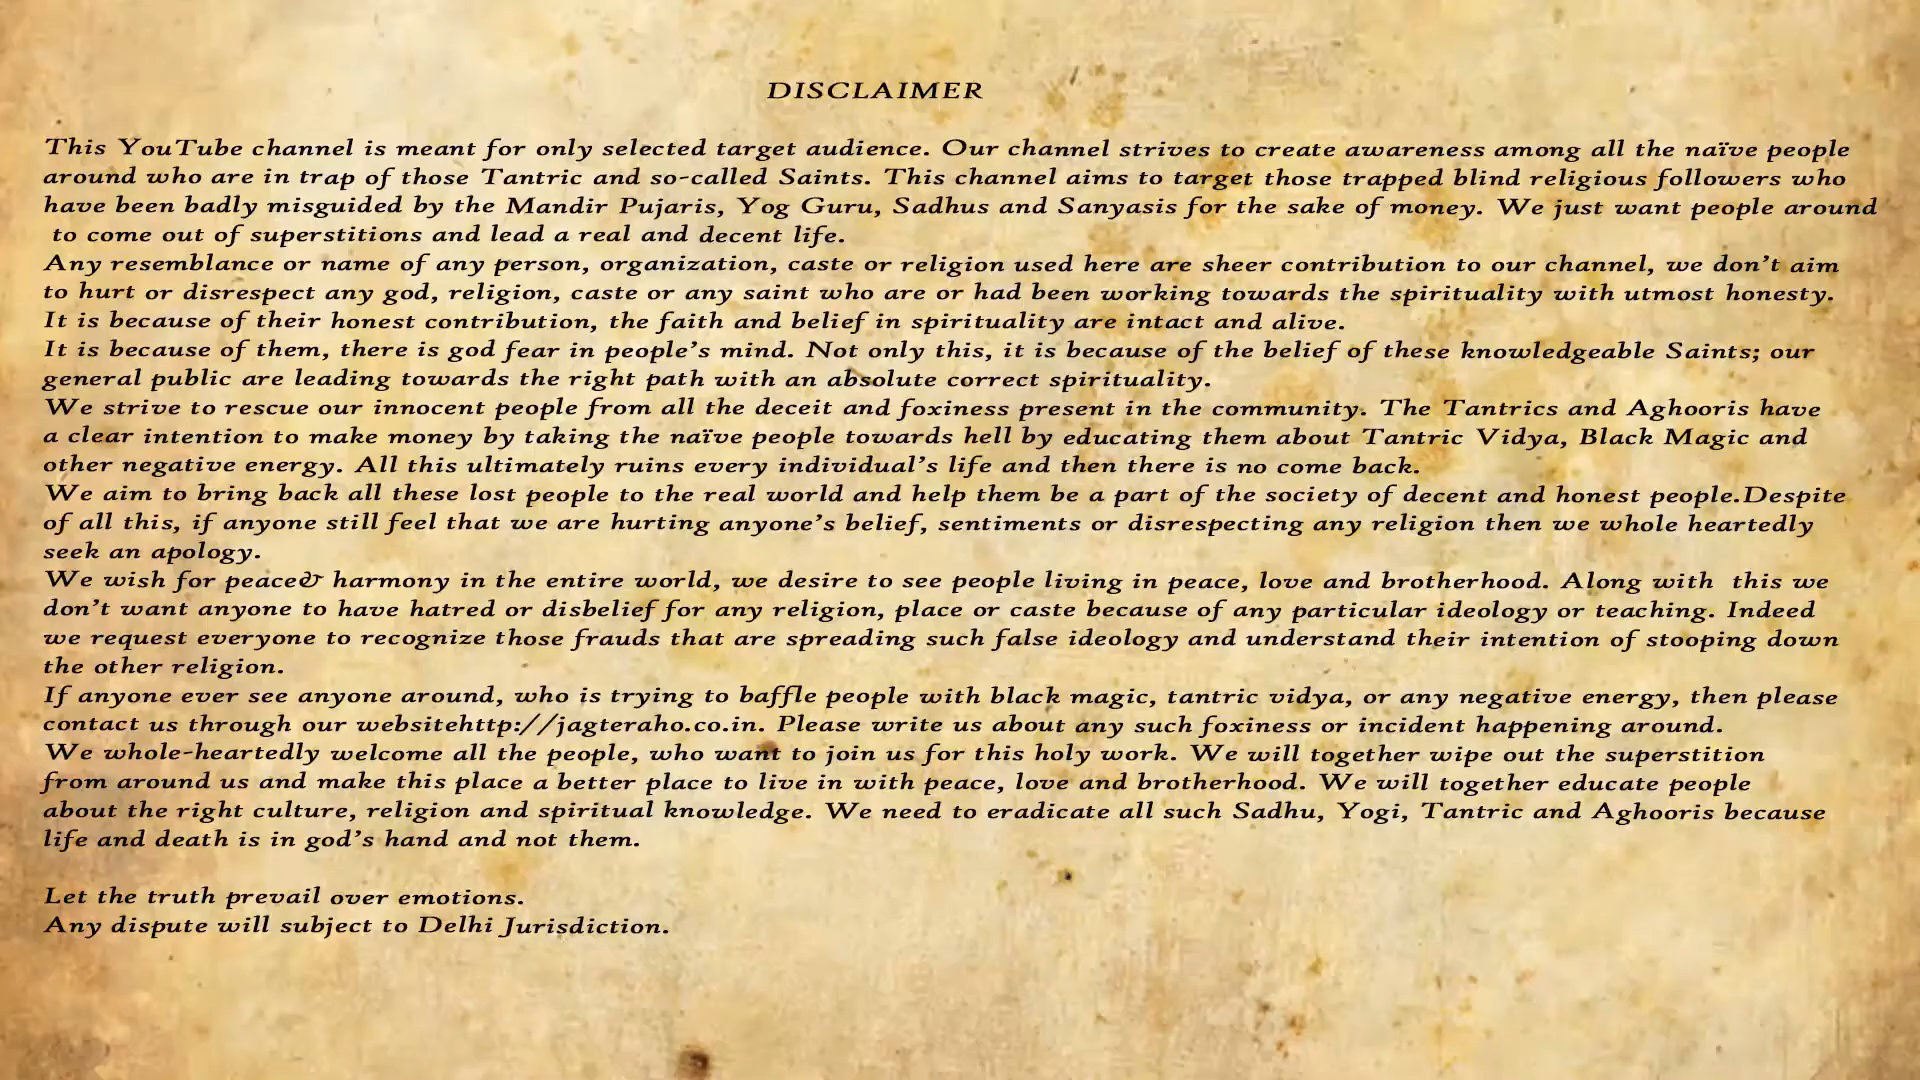 DISCLAIMER
This YouTube channel is meant for only selected target audience. Our channel strives to create awareness among all the naïve people
around who are in trap of those Tantric and so-called Saints. This channel aims to target those trapped blind religious followers who
have been badly misguided by the Mandir Pujaris, Yog Guru, Sadhus and Sanyasis for the sake of money. We just want people around
to come out of superstitions and lead a real and decent life.
Any resemblance or name of any person, organization, caste or religion used here are sheer contribution to our channel, we don't aim
to hurt or disrespect any god, religion, caste or any saint who are or had been working towards the spirituality with utmost honesty.
It is because of their honest contribution, the faith and belief in spirituality are intact and alive.
It is because of them, there is god fear in people's mind. Not only this, it is because of the belief of these knowledgeable Saints; our
general public are leading towards the right path with an absolute correct spirituality.
We strive to rescue our innocent people from all the deceit and foxiness present in the community. The Tantrics and Aghooris have
a clear intention to make money by taking the naïve people towards hell by educating them about Tantric Vidya, Black Magic and
other negative energy. All this ultimately ruins every individual's life and then there is no come back.
We aim to bring back all these lost people to the real world and help them be a part of the society of decent and honest people.Despite
of all this, if anyone still feel that we are hurting anyone's belief, sentiments or disrespecting any religion then we whole heartedly
seek an apology.
We wish for peace& harmony in the entire world, we desire to see people living in peace, love and brotherhood. Along with  this we
don't want anyone to have hatred or disbelief for any religion, place or caste because of any particular ideology or teaching. Indeed
we request everyone to recognize those frauds that are spreading such false ideology and understand their intention of stooping down
the other religion.
If anyone ever see anyone around, who is trying to baffle people with black magic, tantric vidya, or any negative energy, then please
contact us through our websitehttp://jagteraho.co.in. Please write us about any such foxiness or incident happening around.
We whole-heartedly welcome all the people, who want to join us for this holy work. We will together wipe out the superstition
from around us and make this place a better place to live in with peace, love and brotherhood. We will together educate people
about the right culture, religion and spiritual knowledge. We need to eradicate all such Sadhu, Yogi, Tantric and Aghooris because
life and death is in god's hand and not them.
Let the truth prevail over emotions.
Any dispute will subject to Delhi Jurisdiction.